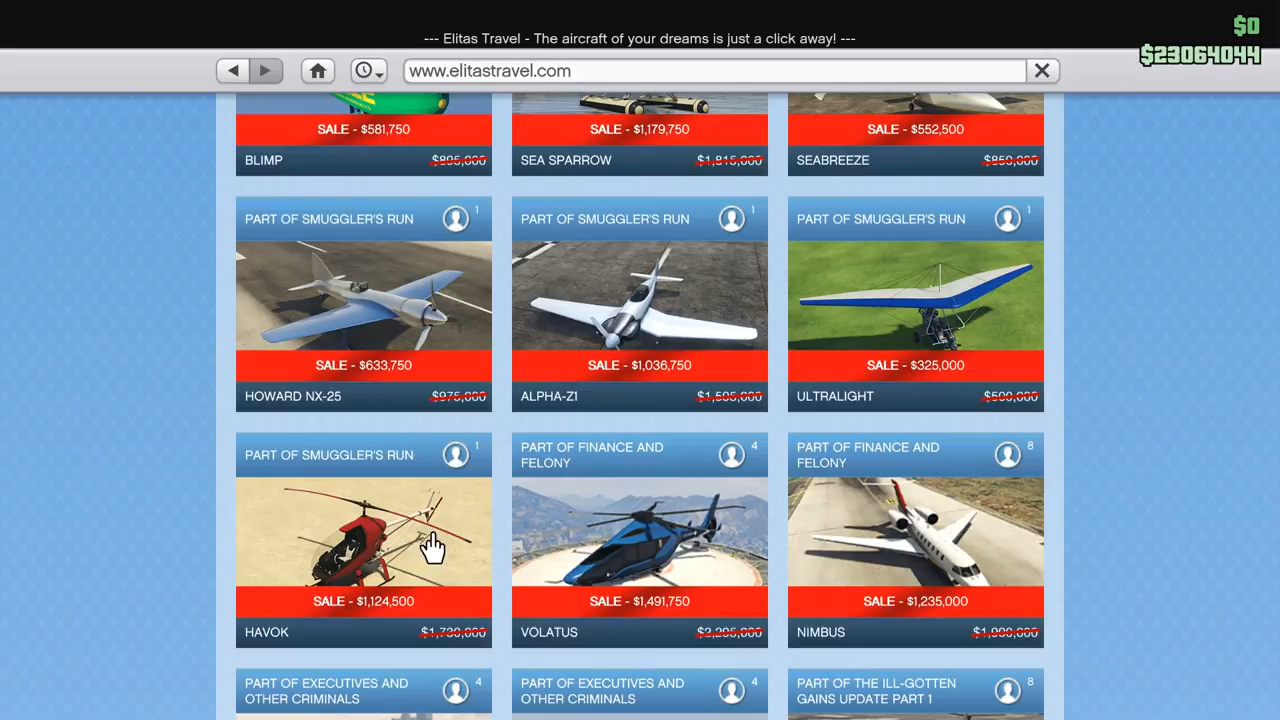 --- Elitas Travel - The aircraft of your dreams is just a click away! ---
$0
$23064044
www.elitastravel.com
SALE - $581,750
BLIMP $895,000
SALE - $1,179,750
SEA SPARROW $1,815,000
SALE - $552,500
SEABREEZE $850,000
PART OF SMUGGLER'S RUN 1
SALE - $633,750
HOWARD NX-25 $975,000
PART OF SMUGGLER'S RUN 1
SALE - $1,036,750
ALPHA-Z1 $1,595,000
PART OF SMUGGLER'S RUN 1
SALE - $325,000
ULTRALIGHT $500,000
PART OF SMUGGLER'S RUN 1
SALE - $1,124,500
HAVOK $1,730,000
PART OF FINANCE AND
FELONY 4
SALE - $1,491,750
VOLATUS $2,295,000
PART OF FINANCE AND
FELONY 8
SALE - $1,235,000
NIMBUS $1,900,000
PART OF EXECUTIVES AND
OTHER CRIMINALS 4
PART OF EXECUTIVES AND
OTHER CRIMINALS 4
PART OF THE ILL-GOTTEN
GAINS UPDATE PART 1 8